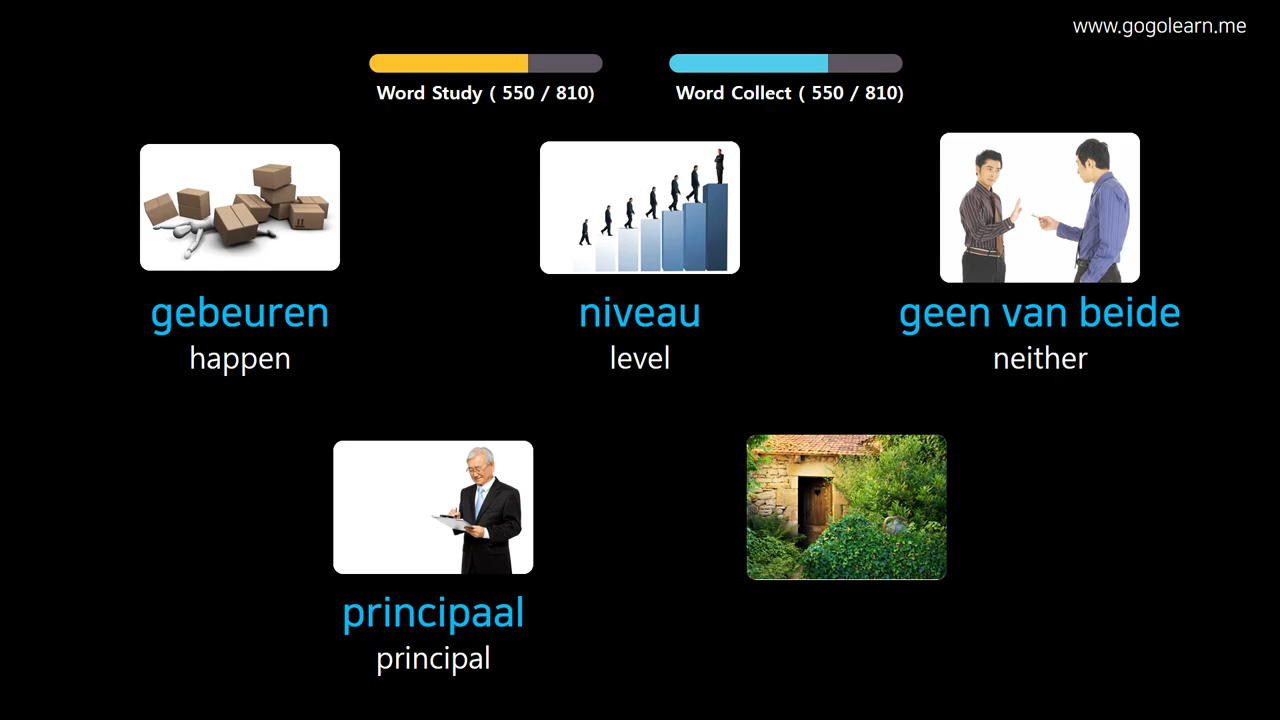 www.gogolearn.me
Word Study ( 550 / 810)
Word Collect ( 550 / 810)
gebeuren
happen
niveau
level
geen van beide
neither
principaal
principal